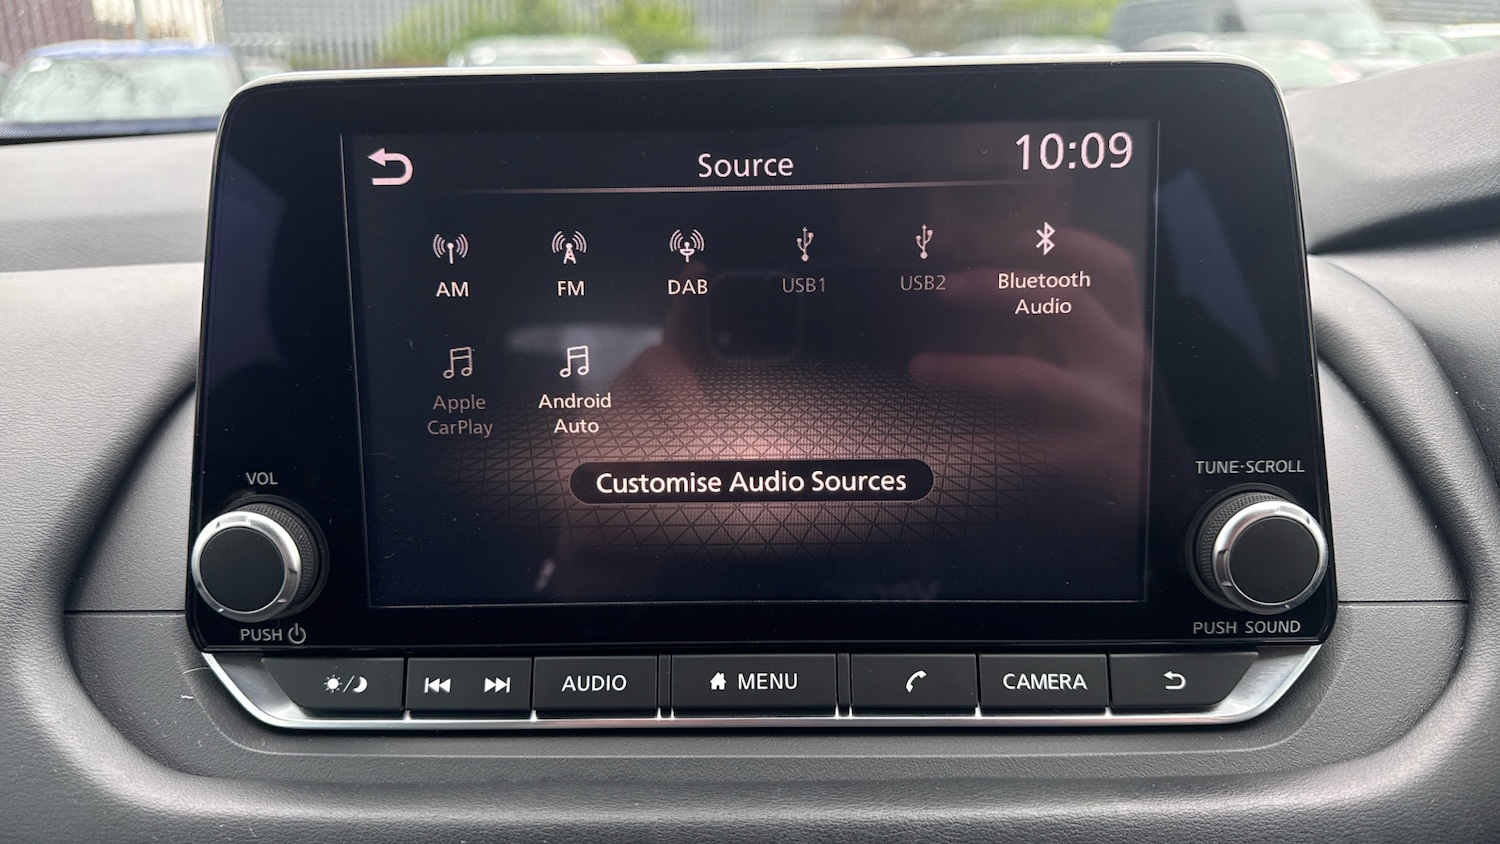 Source
10:09
AM
FM
DAB
USB1
USB2
Bluetooth
Audio
Apple
CarPlay
Android
Auto
Customise Audio Sources
VOL
PUSH
TUNE·SCROLL
PUSH SOUND
AUDIO
MENU
CAMERA